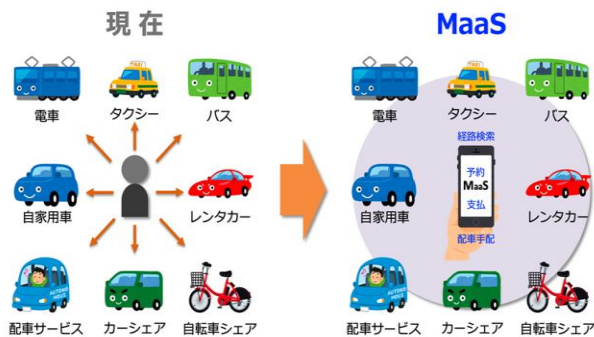 現在
MaaS
電車
TAXI
タクシー
バス
自家用車
レンタカー
配車サービス
カーシェア
自転車シェア
電車
TAXI
タクシー
バス
経路検索
予約
MaaS
支払
配車手配
自家用車
レンタカー
配車サービス
カーシェア
自転車シェア